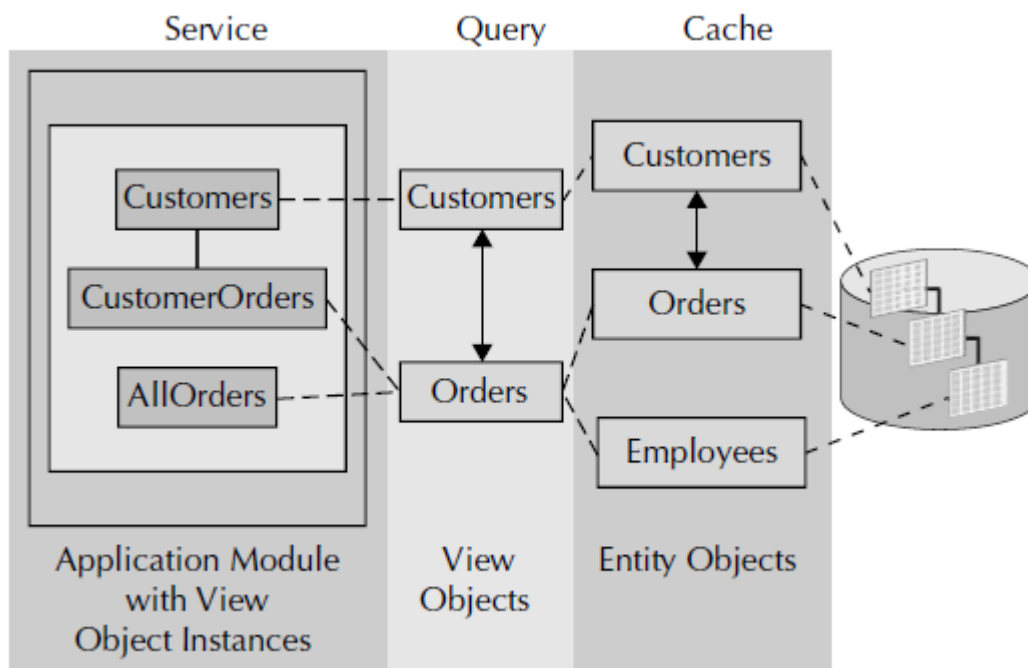 Service
Query
Cache
Customers
CustomerOrders
AllOrders
Customers
Orders
Customers
Orders
Employees
Application Module
with View
Object Instances
View
Objects
Entity Objects